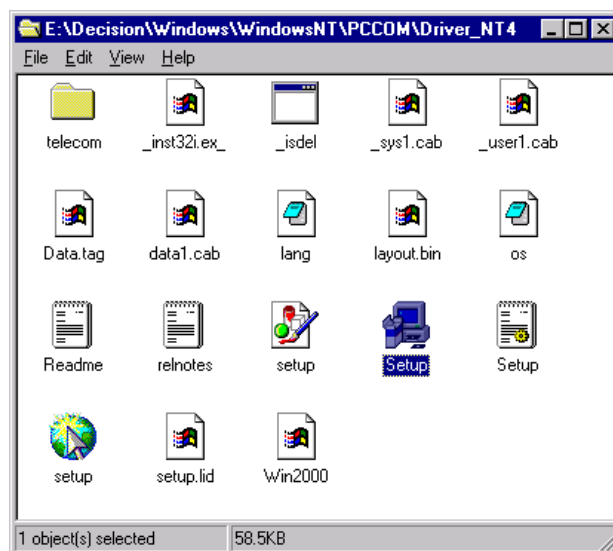 E:\Decision\Windows\WindowsNT\PCCOM\Driver_NT4
File Edit View Help
telecom _inst32i.ex_ _isdel _sys1.cab _user1.cab
Data.tag data1.cab lang layout.bin os
Readme relnotes setup Setup Setup
setup setup.lid Win2000
1 object(s) selected 58.5KB